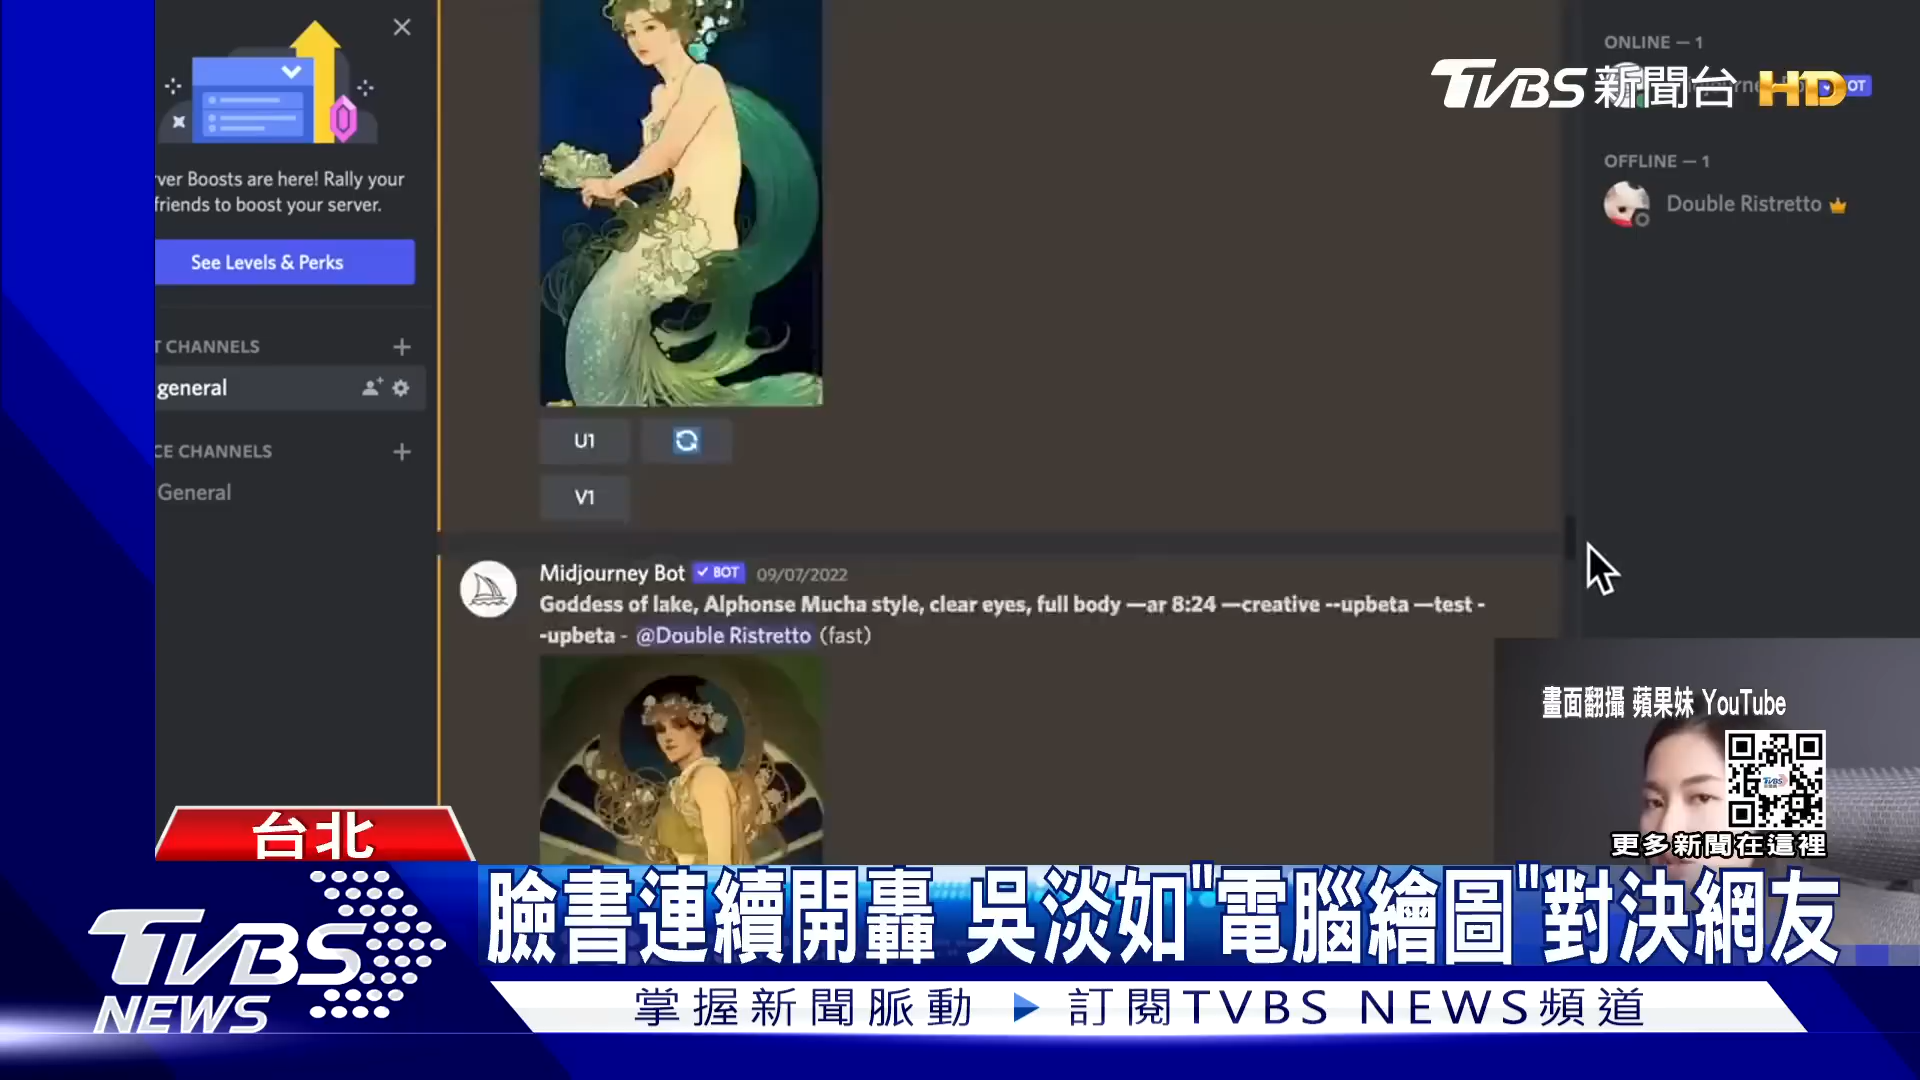 ver Boosts are here! Rally your
friends to boost your server.
See Levels & Perks
T CHANNELS
general
CE CHANNELS
General
U1
V1
Midjourney Bot ✓ BOT 09/07/2022
Goddess of lake, Alphonse Mucha style, clear eyes, full body —ar 8:24 —creative --upbeta —test -
-upbeta - @Double Ristretto (fast)
ONLINE — 1
TVBS 新聞台 HD
OFFLINE — 1
Double Ristretto
畫面翻攝 蘋果妹 YouTube
TVBS
更多新聞在這裡
台北
臉書連續開轟 吳淡如"電腦繪圖"對決網友
TVBS NEWS
掌握新聞脈動 ▶ 訂閱TVBS NEWS頻道